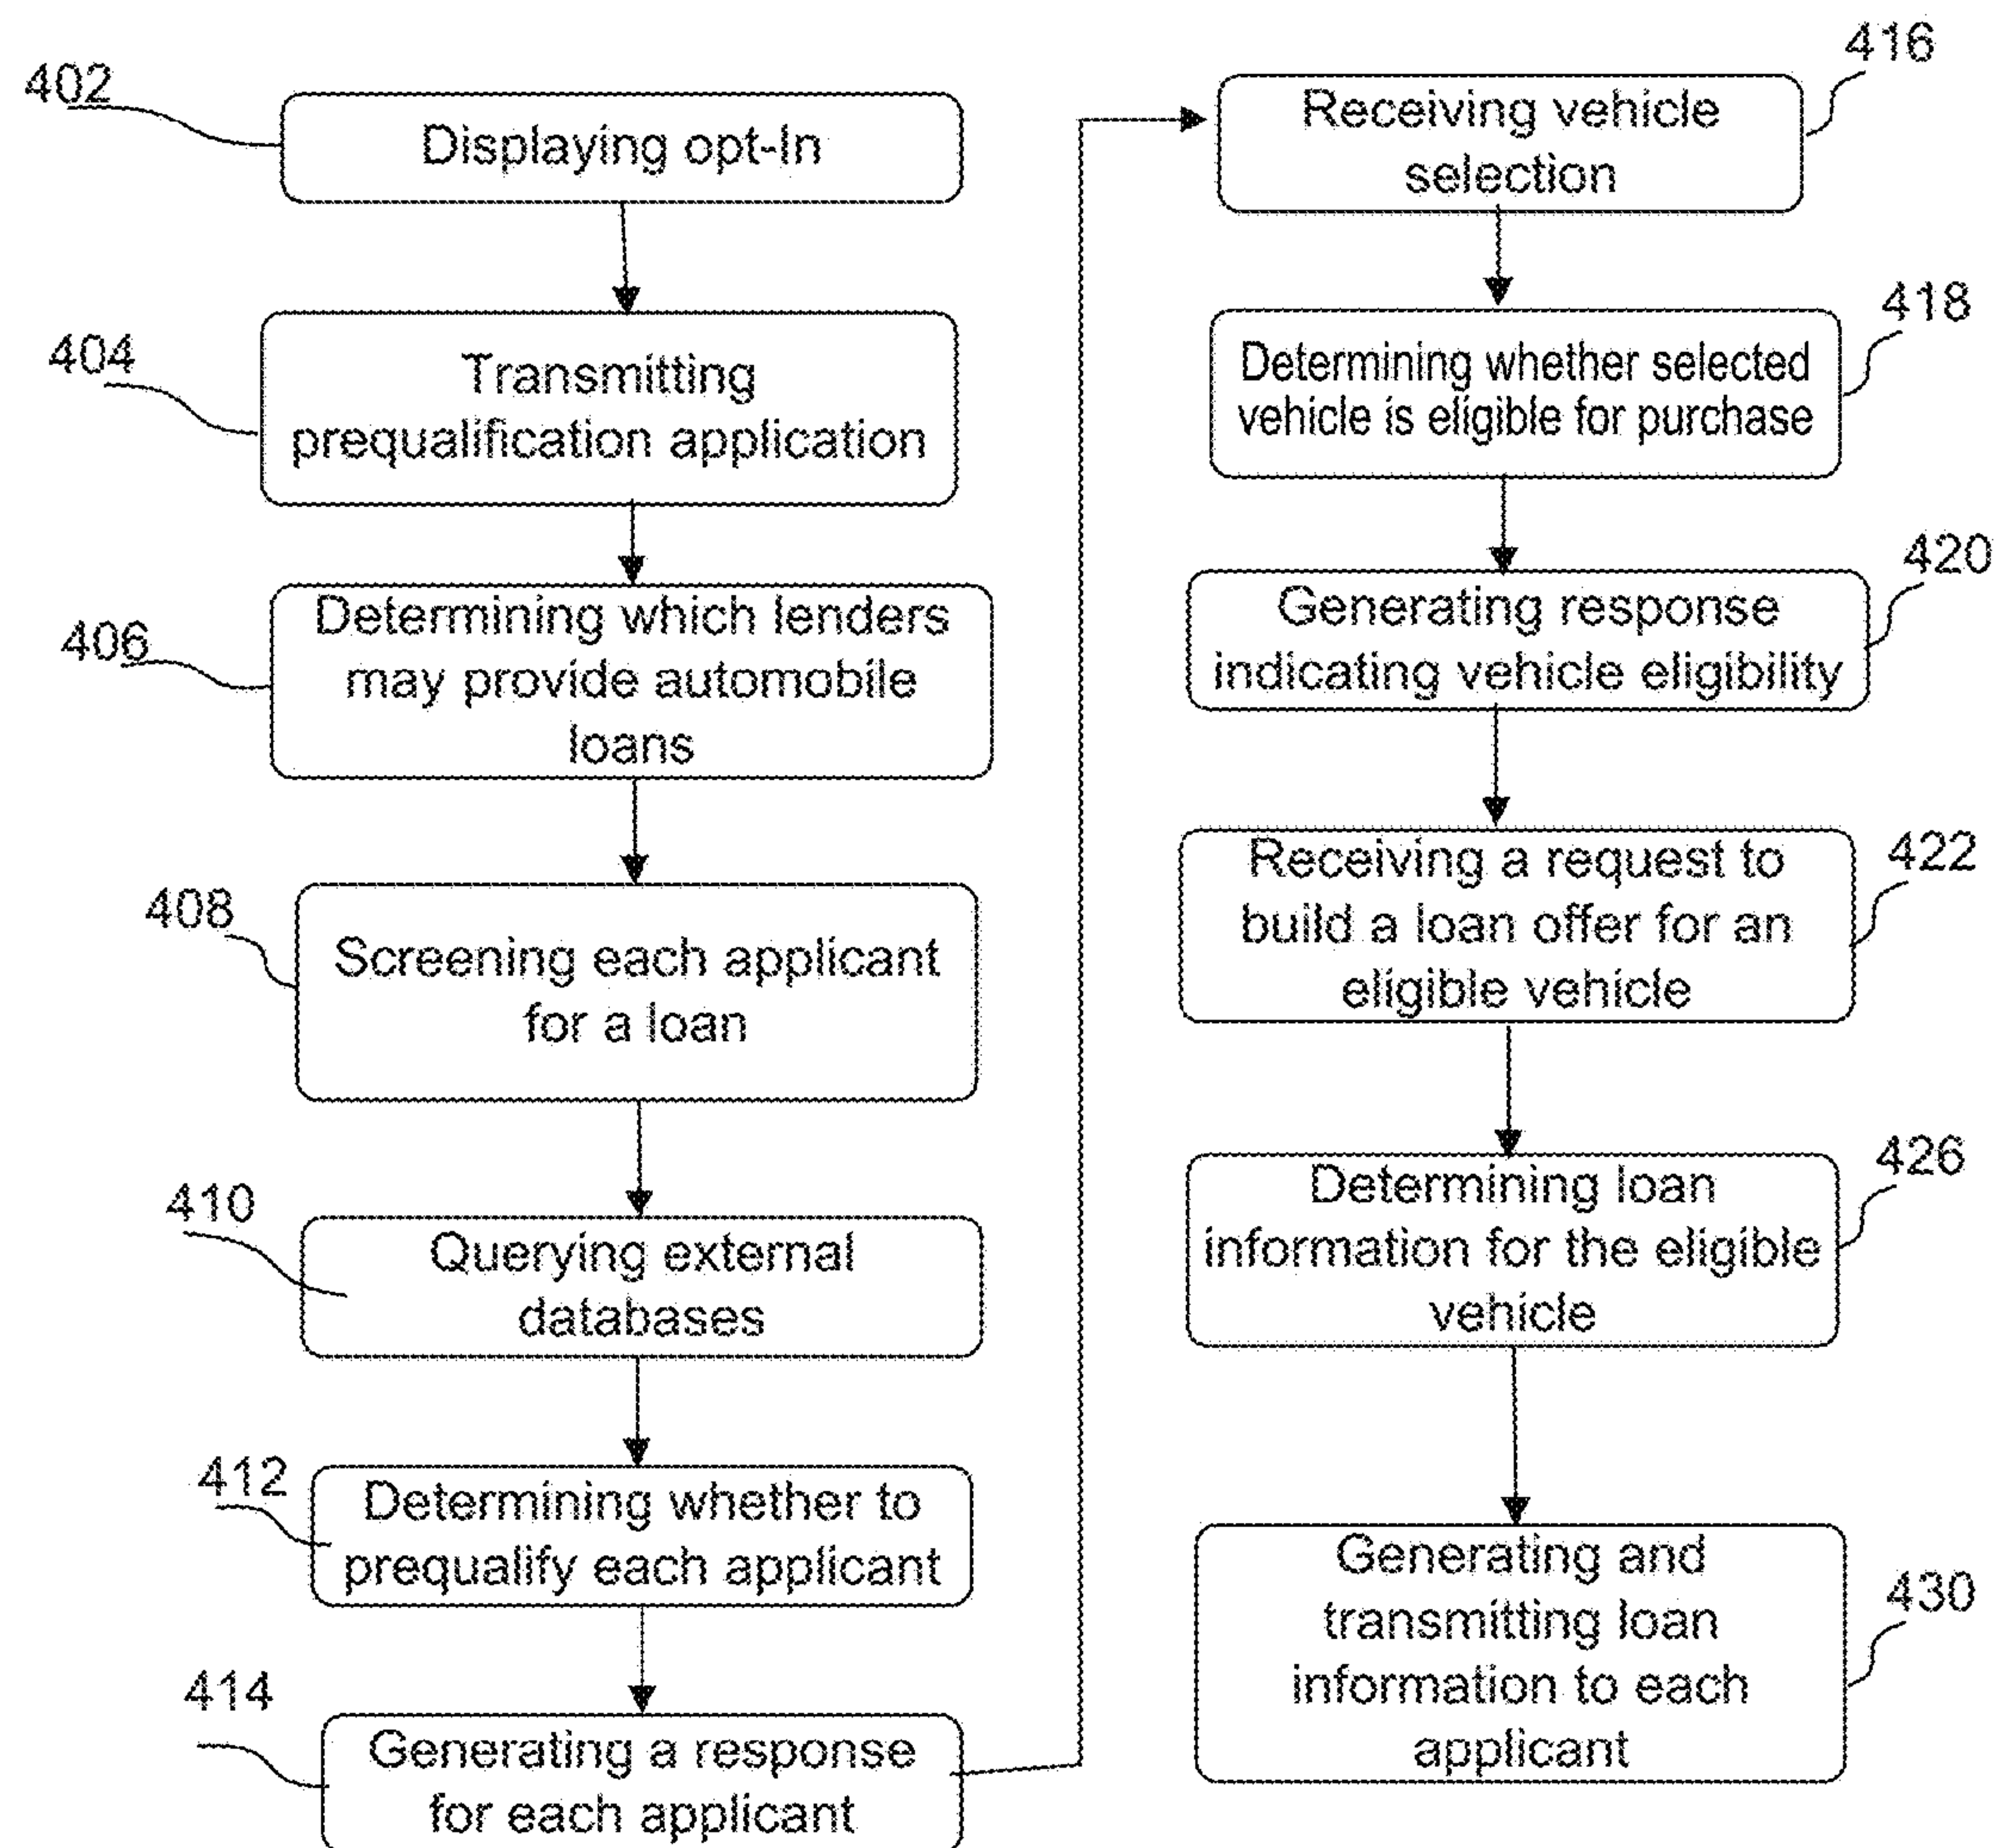 402
Displaying opt-In
404
Transmitting
prequalification application
406
Determining which lenders
may provide automobile
loans
408
Screening each applicant
for a loan
410
Querying external
databases
412
Determining whether to
prequalify each applicant
414
Generating a response
for each applicant
416
Receiving vehicle
selection
418
Determining whether selected
vehicle is eligible for purchase
420
Generating response
indicating vehicle eligibility
422
Receiving a request to
build a loan offer for an
eligible vehicle
426
Determining loan
information for the eligible
vehicle
430
Generating and
transmitting loan
information to each
applicant